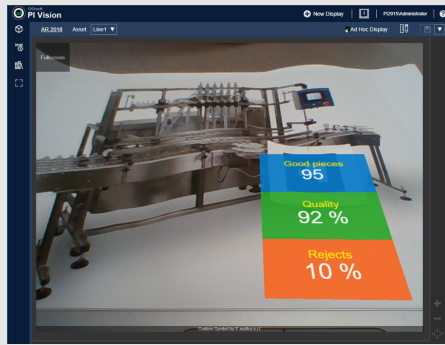 OSIsoft
PI Vision
New Display
PI2019\Administrator
AR 2018
Asset
Line1
Ad Hoc Display
Fullscreen
Good pieces
95
Quality
92 %
Rejects
10 %